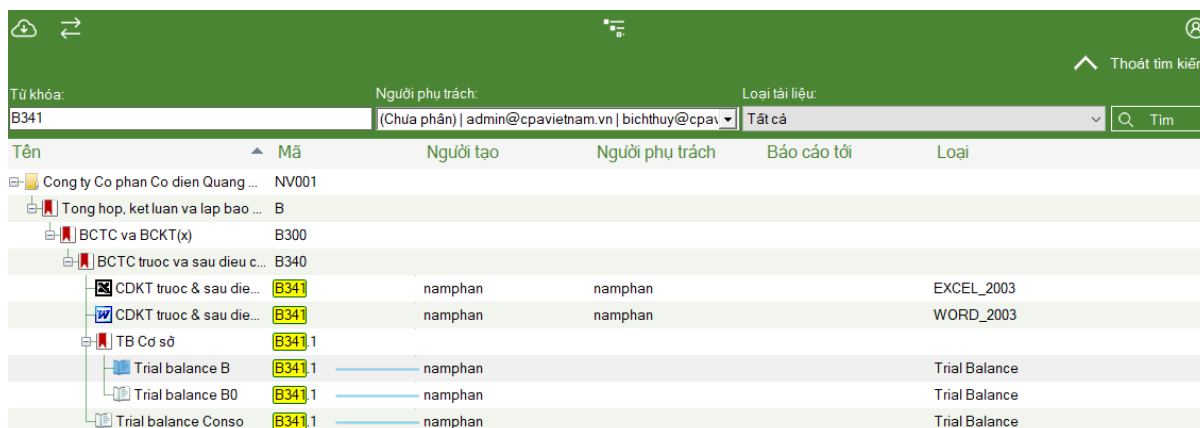 Thoát tìm kiếm
Từ khóa: Người phụ trách: Loại tài liệu:
B341 (Chưa phân) | admin@cpavietnam.vn | bichthuy@cpav Tất cả Tìm
Tên Mã Người tạo Người phụ trách Báo cáo tới Loại
Cong ty Co phan Co dien Quang ... NV001
Tong hop, ket luan va lap bao ... B
BCTC va BCKT(x) B300
BCTC truoc va sau dieu c... B340
CDKT truoc & sau die... B341 namphan namphan EXCEL_2003
CDKT truoc & sau die... B341 namphan namphan WORD_2003
TB Cơ sở B341.1
Trial balance B B341.1 namphan Trial Balance
Trial balance B0 B341.1 namphan Trial Balance
Trial balance Conso B341.1 namphan Trial Balance